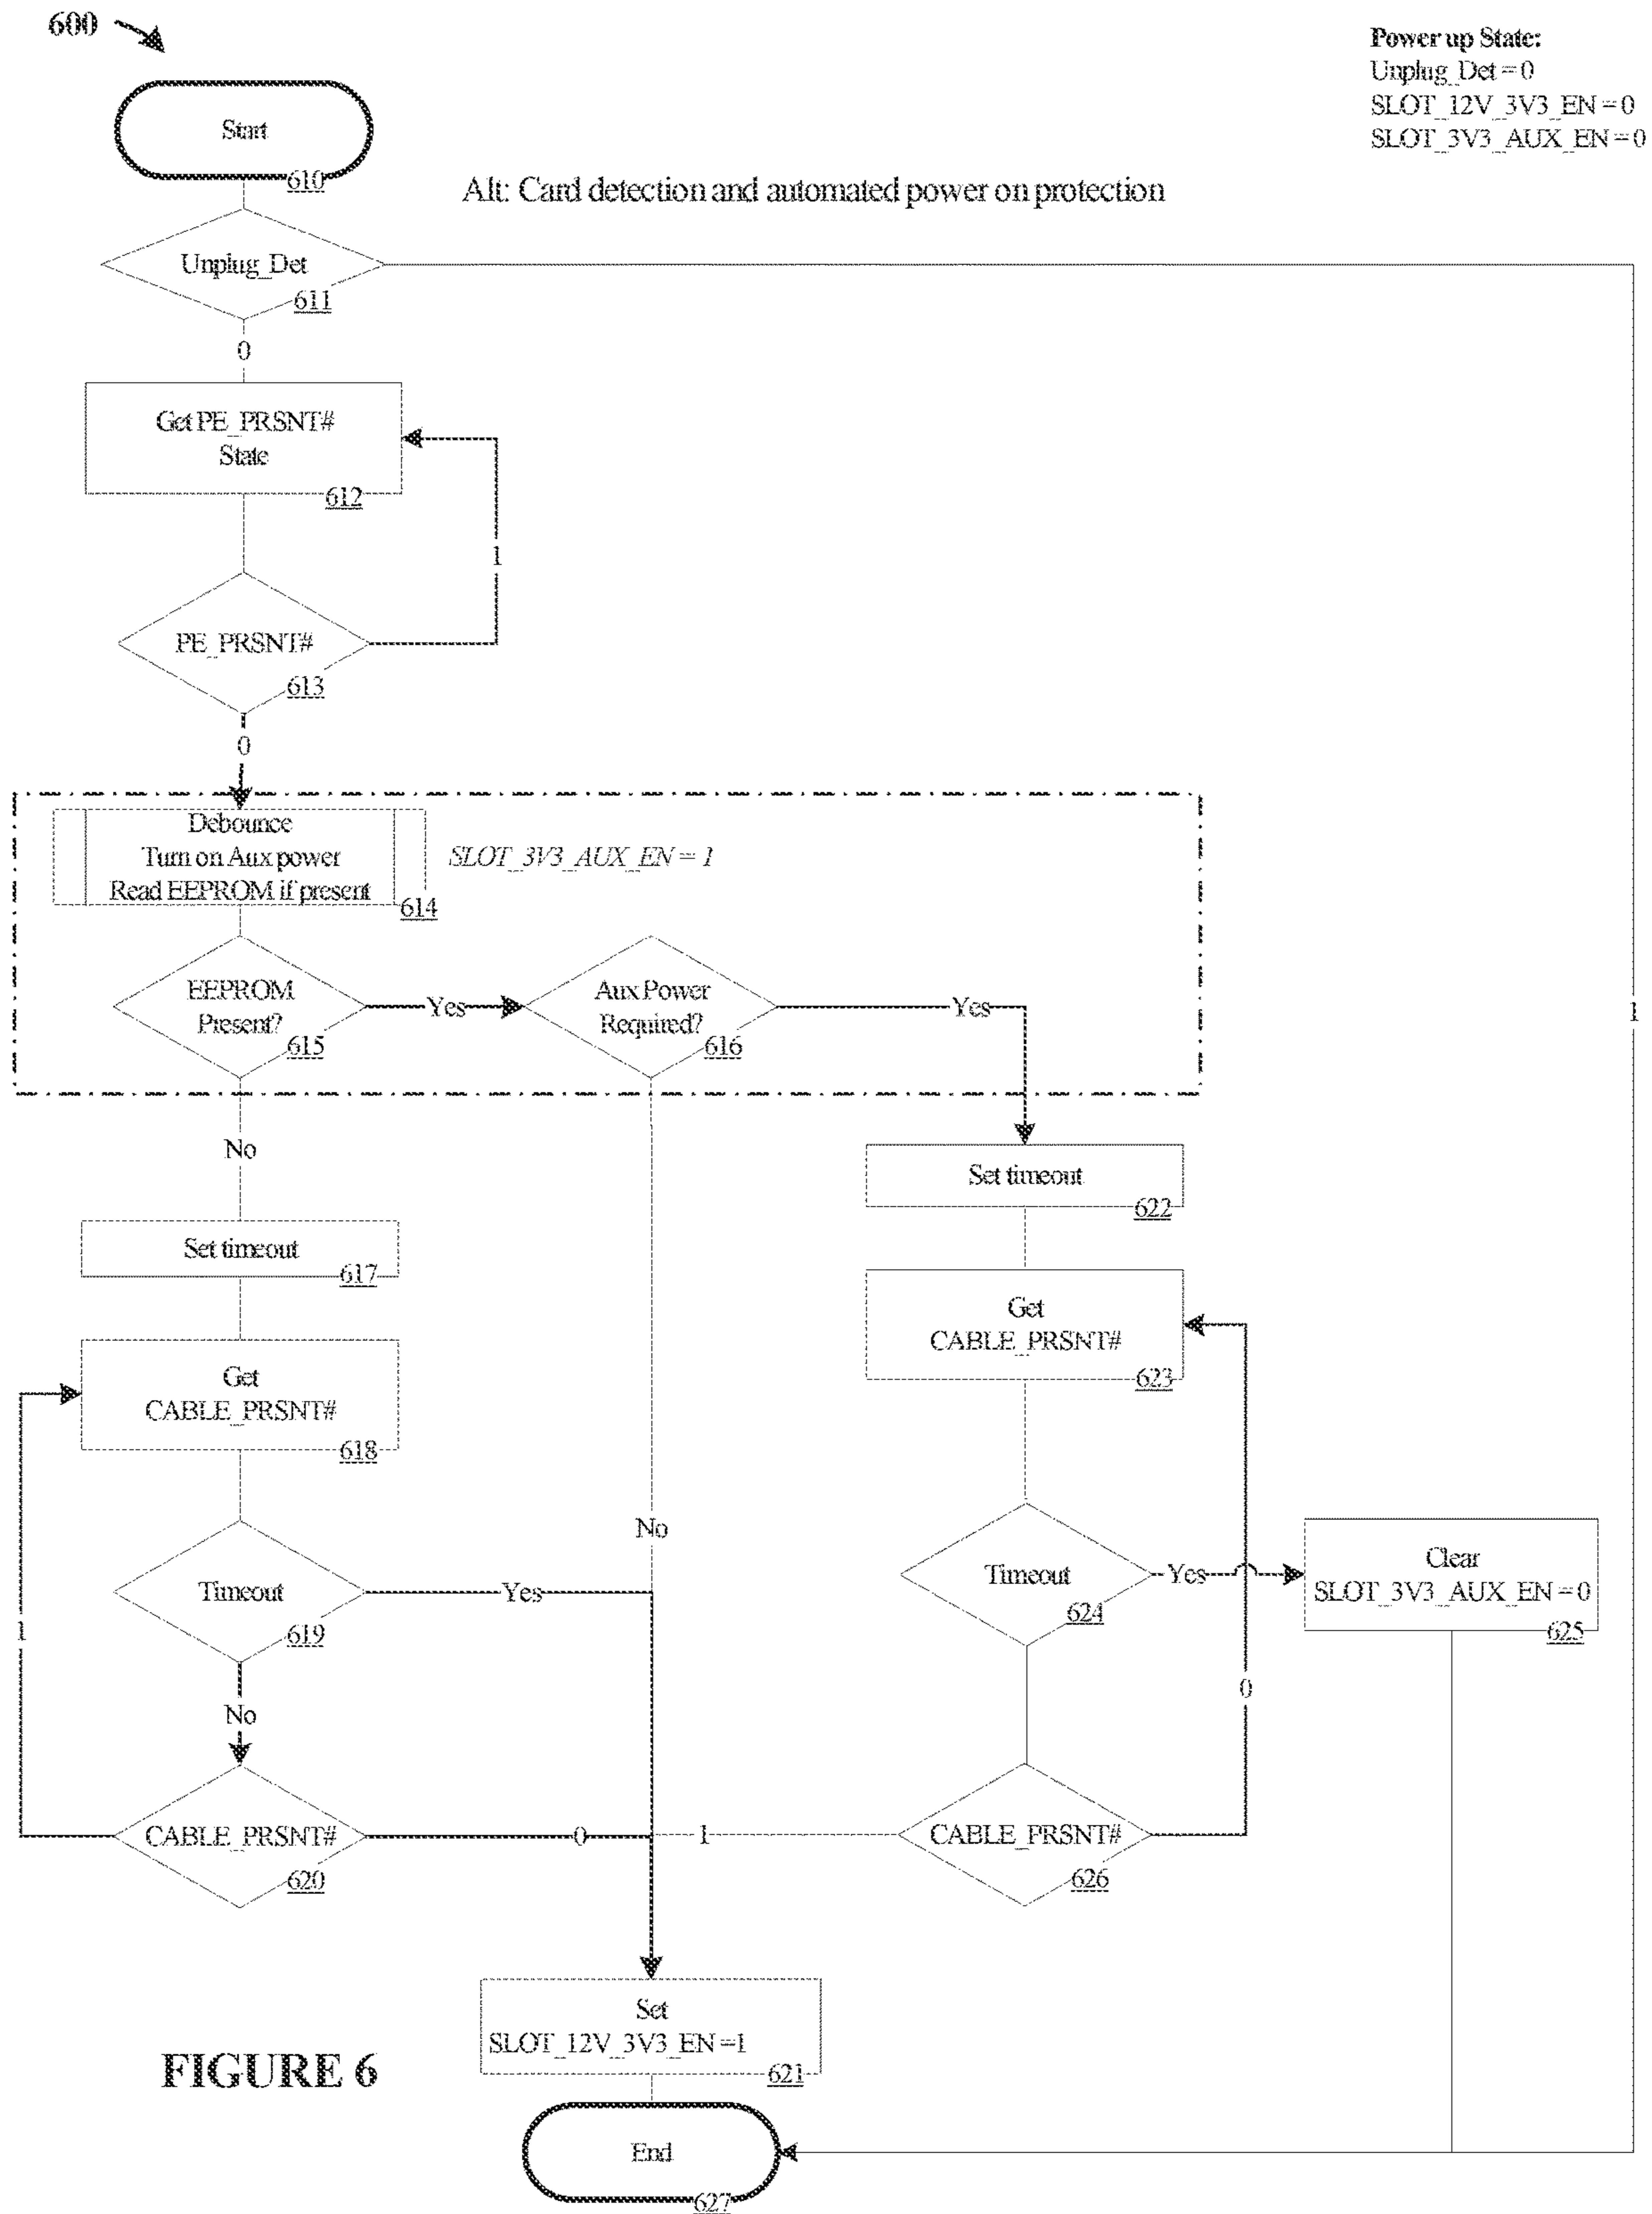 600
Power up State:
Unplug_Det = 0
SLOT_12V_3V3_EN = 0
SLOT_3V3_AUX_EN = 0
Start
610
Alt: Card detection and automated power on protection
Unplug_Det
611
0
Get PE_PRSNT#
State
612
1
PE_PRSNT#
613
0
Debounce
Turn on Aux power
Read EEPROM if present
614
SLOT_3V3_AUX_EN = 1
EEPROM
Present?
615
Yes
Aux Power
Required?
616
Yes
1
No
Set timeout
622
Set timeout
617
Get
CABLE_PRSNT#
623
Get
CABLE_PRSNT#
618
No
Timeout
619
Yes
Timeout
624
Yes
Clear
SLOT_3V3_AUX_EN = 0
625
1
No
0
CABLE_PRSNT#
620
0
1
CABLE_PRSNT#
626
Set
SLOT_12V_3V3_EN =1
621
FIGURE 6
End
627